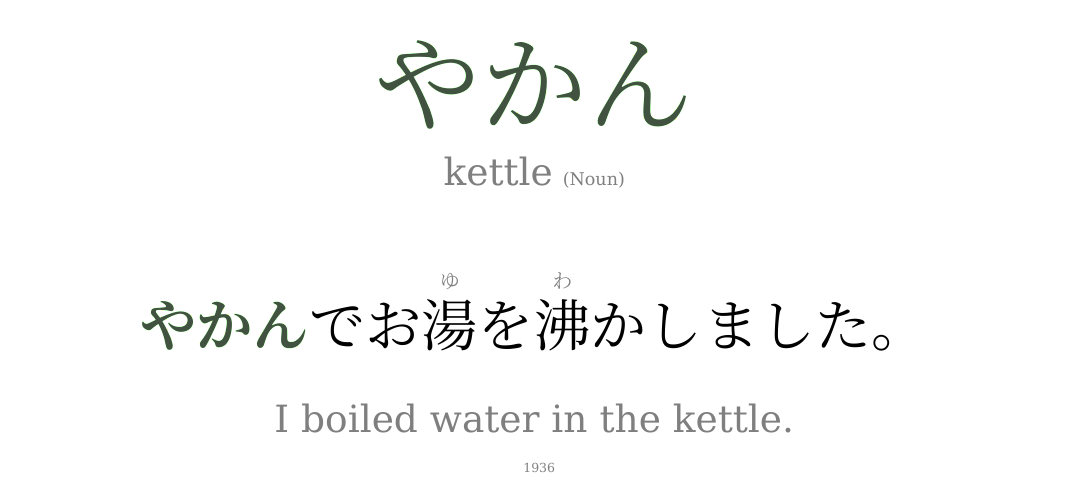 やかん
kettle (Noun)
やかんでお湯を沸かしました。
ゆ わ
I boiled water in the kettle.
1936